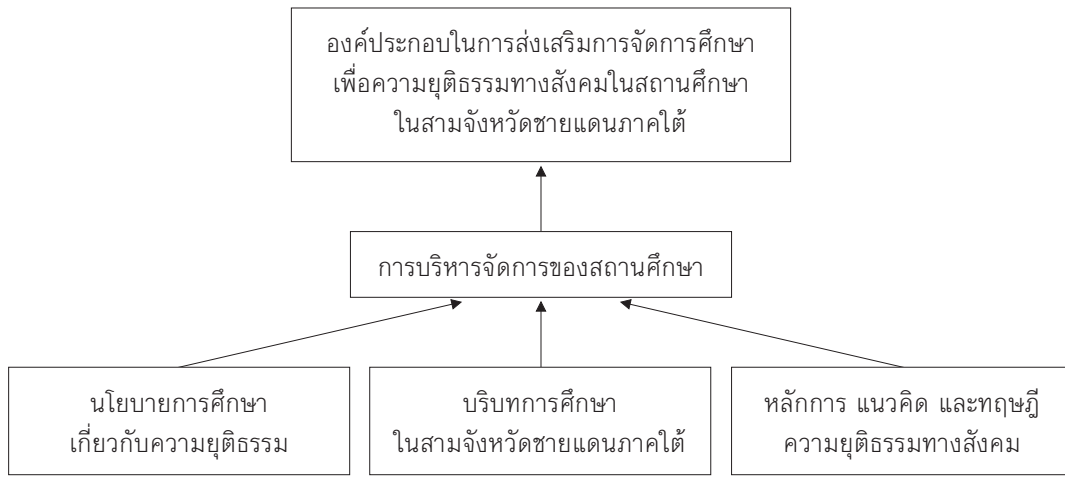 องค์ประกอบในการส่งเสริมการจัดการศึกษา
เพื่อความยุติธรรมทางสังคมในสถานศึกษา
ในสามจังหวัดชายแดนภาคใต้
การบริหารจัดการของสถานศึกษา
นโยบายการศึกษา
เกี่ยวกับความยุติธรรม
บริบทการศึกษา
ในสามจังหวัดชายแดนภาคใต้
หลักการ แนวคิด และทฤษฎี
ความยุติธรรมทางสังคม